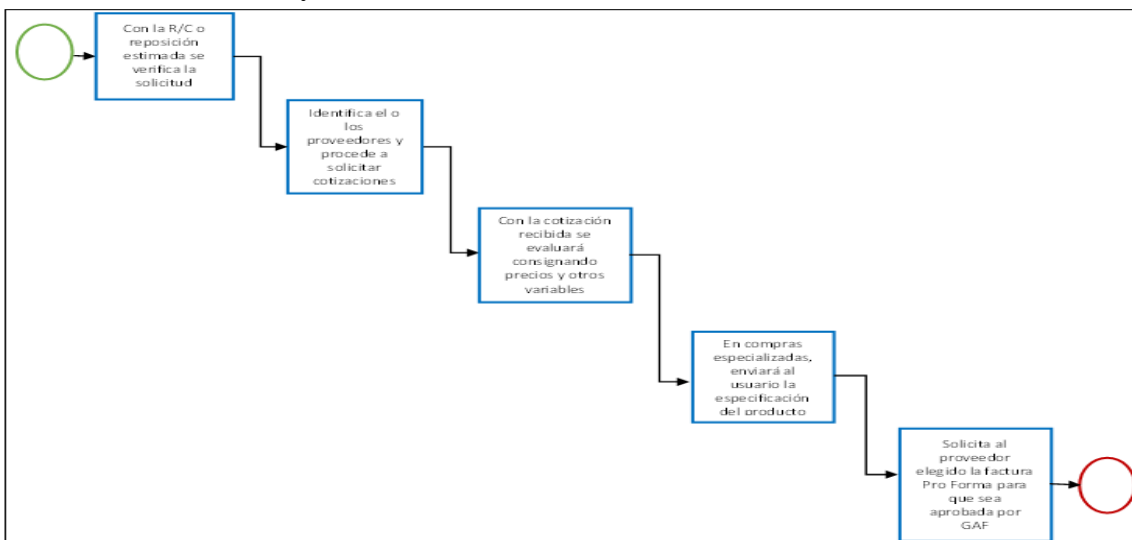 Con la R/C o
reposición
estimada se
verifica la
solicitud
Identifica el o
los
proveedores y
procede a
solicitar
cotizaciones
Con la cotización
recibida se
evaluará
consignando
precios y otros
variables
En compras
especializadas,
enviará al
usuario la
especificación
del producto
Solicita al
proveedor
elegido la factura
Pro Forma para
que sea
aprobada por
GAF